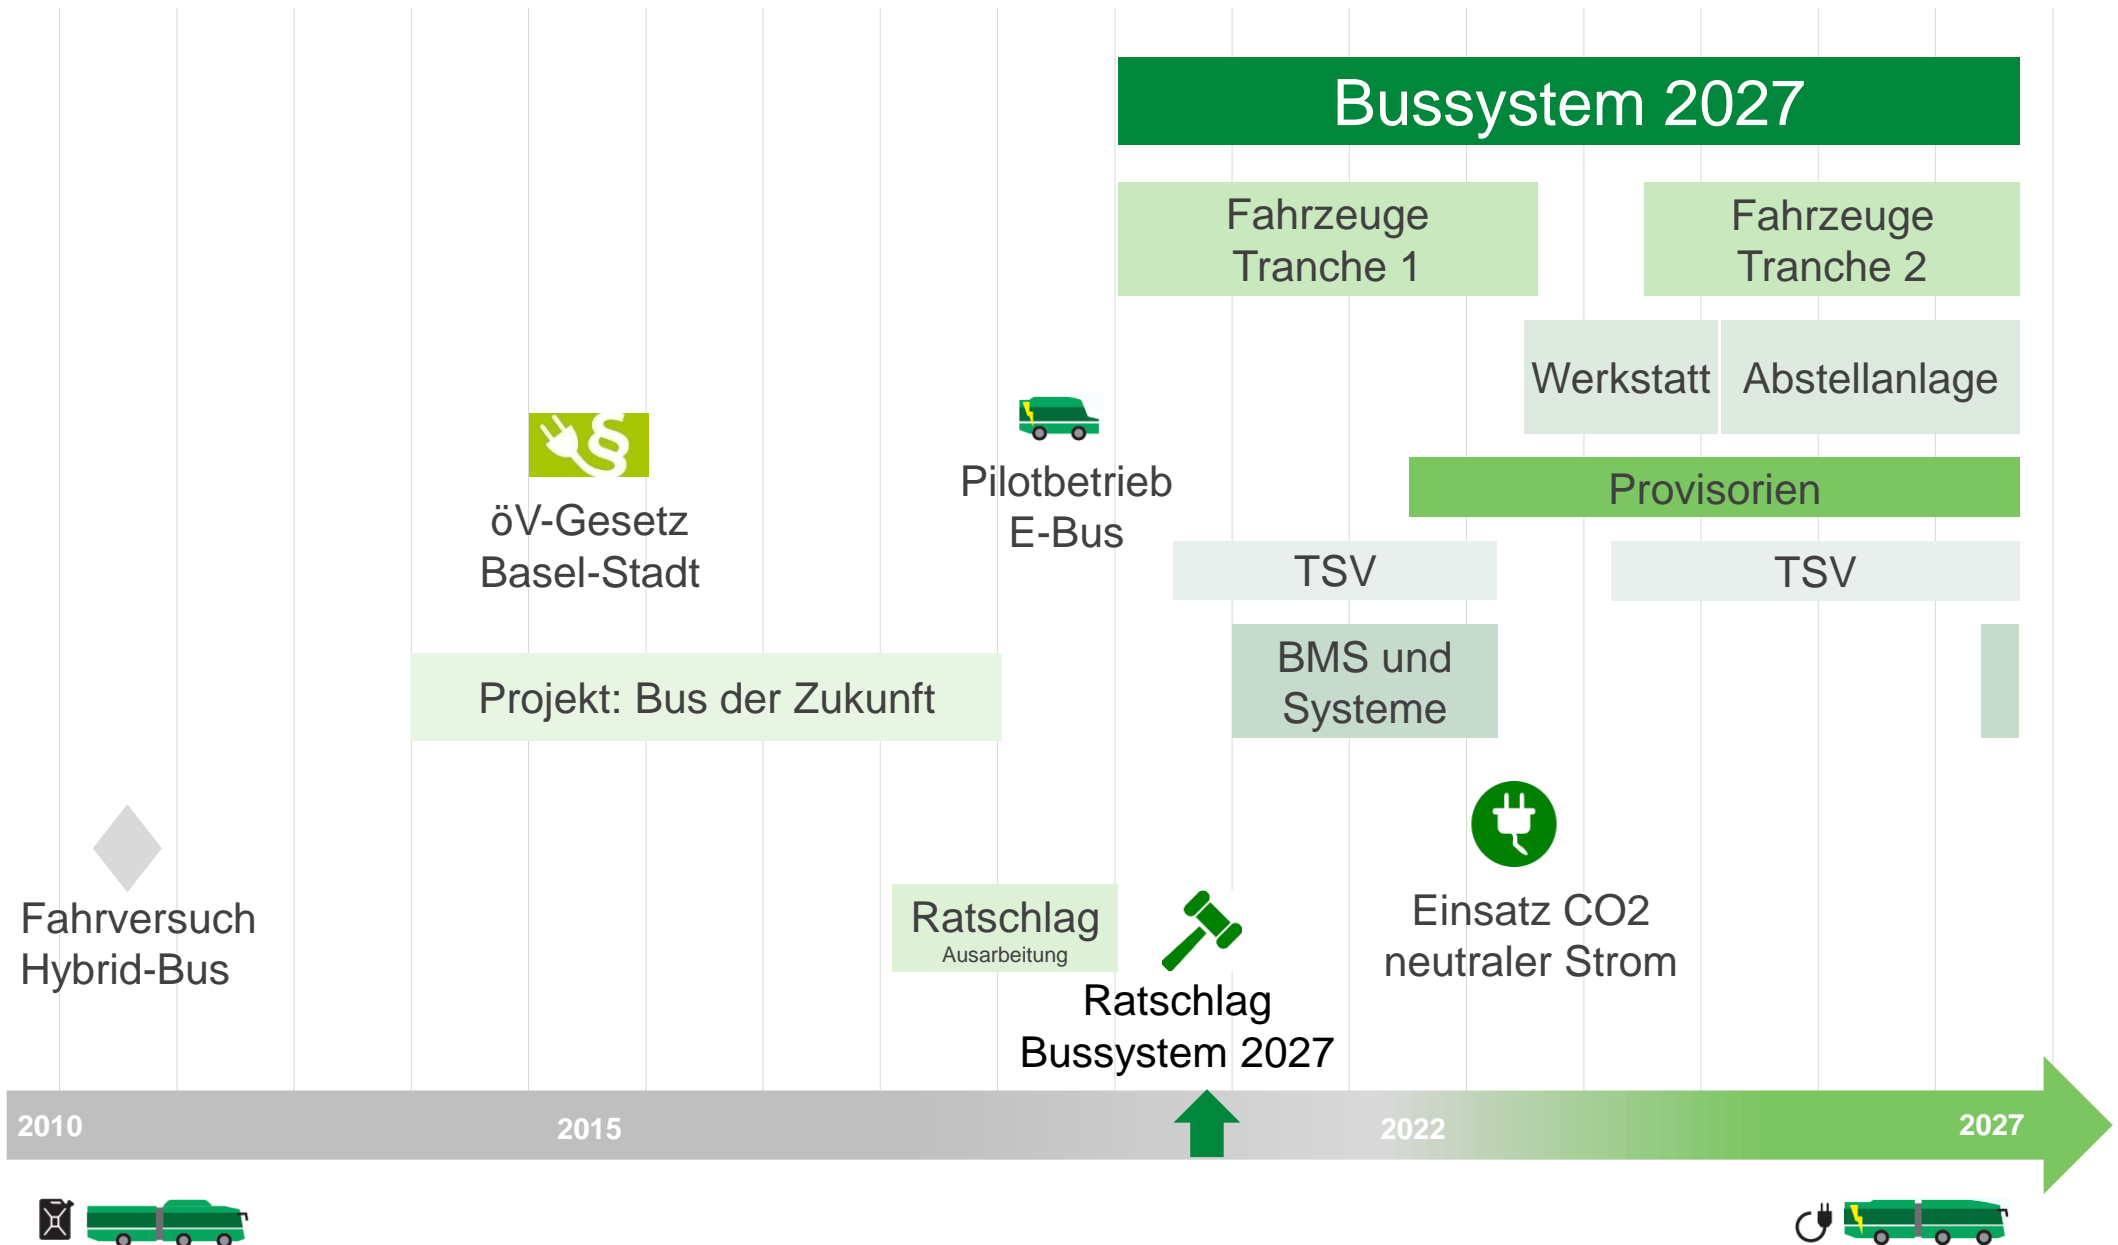 Bussystem 2027
Fahrzeuge
Tranche 1
Fahrzeuge
Tranche 2
Werkstatt
Abstellanlage
§
öV-Gesetz
Basel-Stadt
Pilotbetrieb
E-Bus
Provisorien
TSV
TSV
BMS und
Systeme
Projekt: Bus der Zukunft
Fahrversuch
Hybrid-Bus
Ratschlag
Ausarbeitung
Ratschlag
Bussystem 2027
Einsatz CO2
neutraler Strom
2010
2015
2022
2027